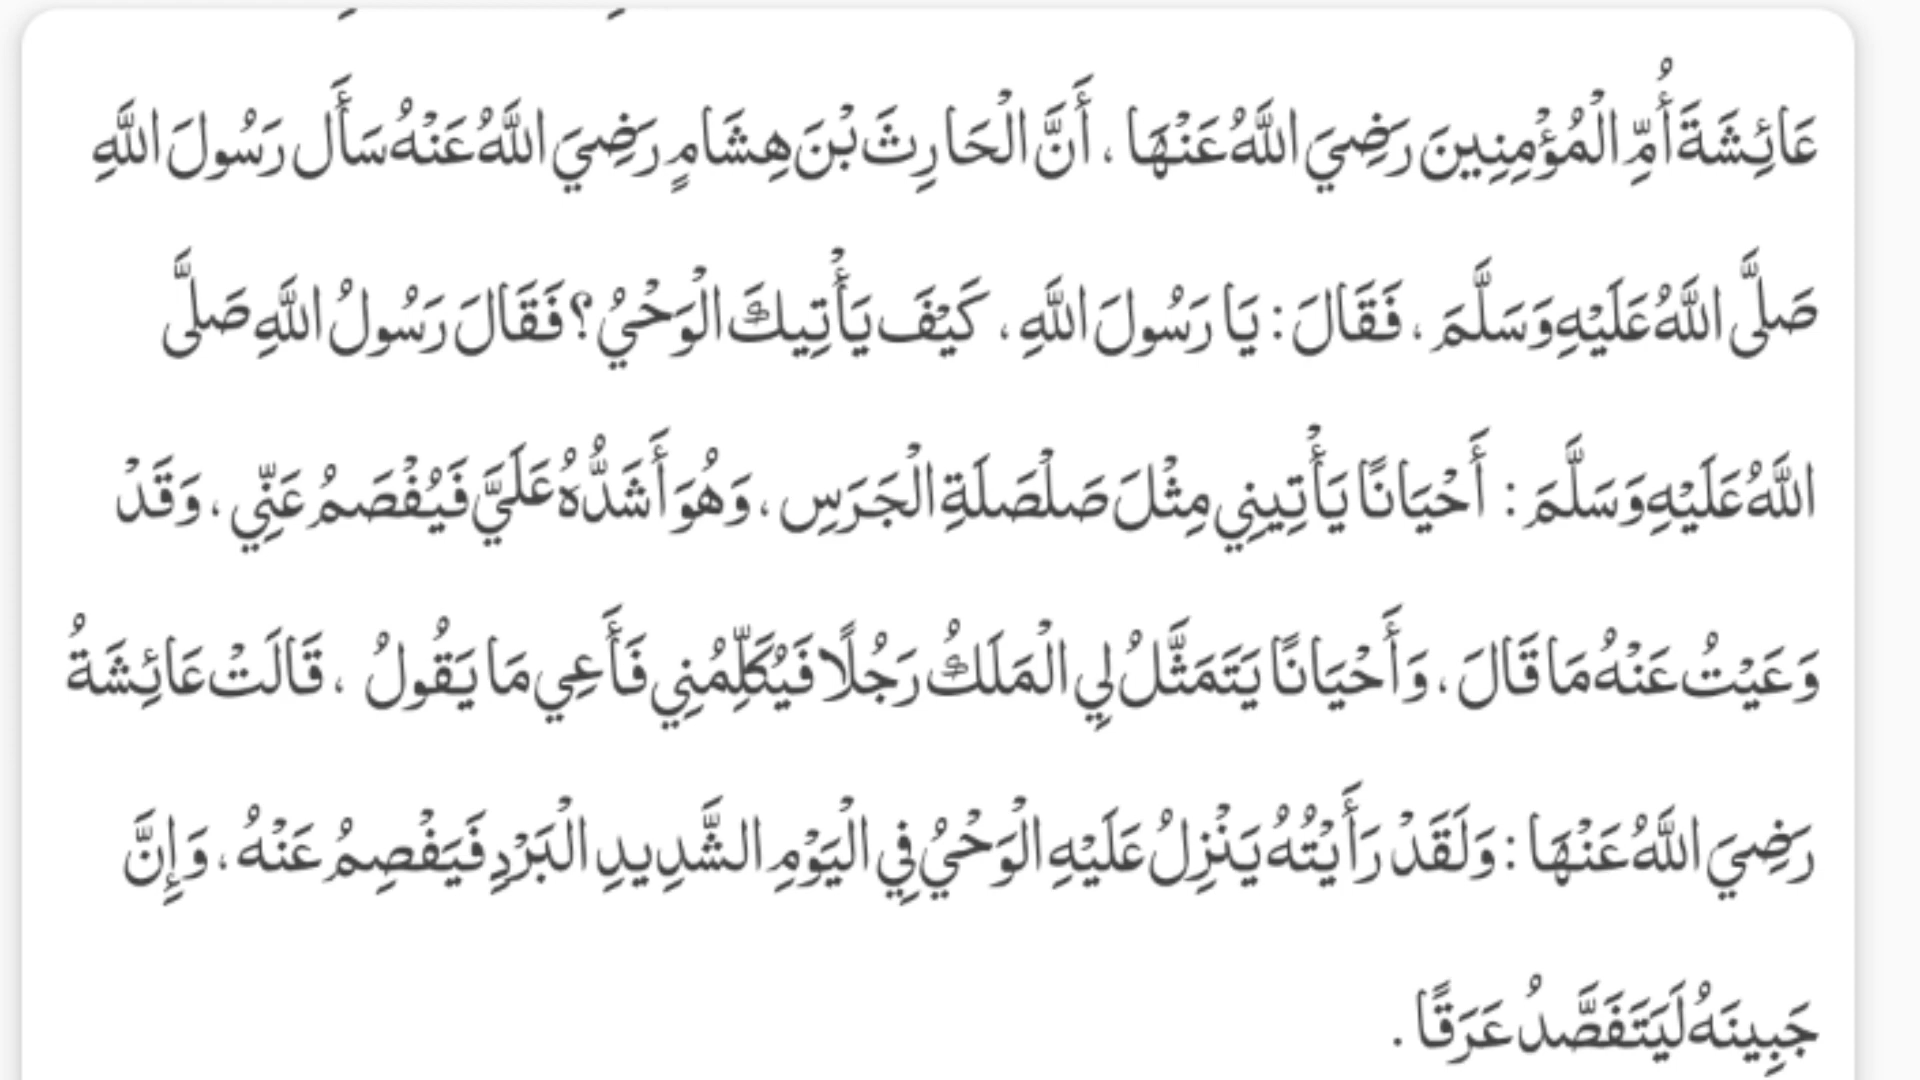 عَائِشَةَ أُمِّ الْمُؤْمِنِينَ رَضِيَ اللَّهُ عَنْهَا ، أَنَّ الْحَارِثَ بْنَ هِشَامٍ رَضِيَ اللَّهُ عَنْهُ سَأَل رَسُولَ اللَّهِ
صَلَّى اللَّهُ عَلَيْهِ وَسَلَّمَ ، فَقَالَ : يَا رَسُولَ اللَّهِ ، كَيْفَ يَأْتِيكَ الْوَحْيُ ؟ فَقَالَ رَسُولُ اللَّهِ صَلَّى
اللَّهُ عَلَيْهِ وَسَلَّمَ : أَحْيَانًا يَأْتِينِي مِثْلَ صَلْصَلَةِ الْجَرَسِ ، وَهُوَ أَشَدُّهُ عَلَيَّ فَيُفْصَمُ عَنِّي ، وَقَدْ
وَعَيْتُ عَنْهُ مَا قَالَ ، وَأَحْيَانًا يَتَمَثَّلُ لِي الْمَلَكُ رَجُلًا فَيُكَلِّمُنِي فَأَعِي مَا يَقُولُ ، قَالَتْ عَائِشَةُ
رَضِيَ اللَّهُ عَنْهَا : وَلَقَدْ رَأَيْتُهُ يَنْزِلُ عَلَيْهِ الْوَحْيُ فِي الْيَوْمِ الشَّدِيدِ الْبَرْدِ فَيَفْصِمُ عَنْهُ ، وَإِنَّ
جَبِينَهُ لَيَتَفَصَّدُ عَرَقًا .